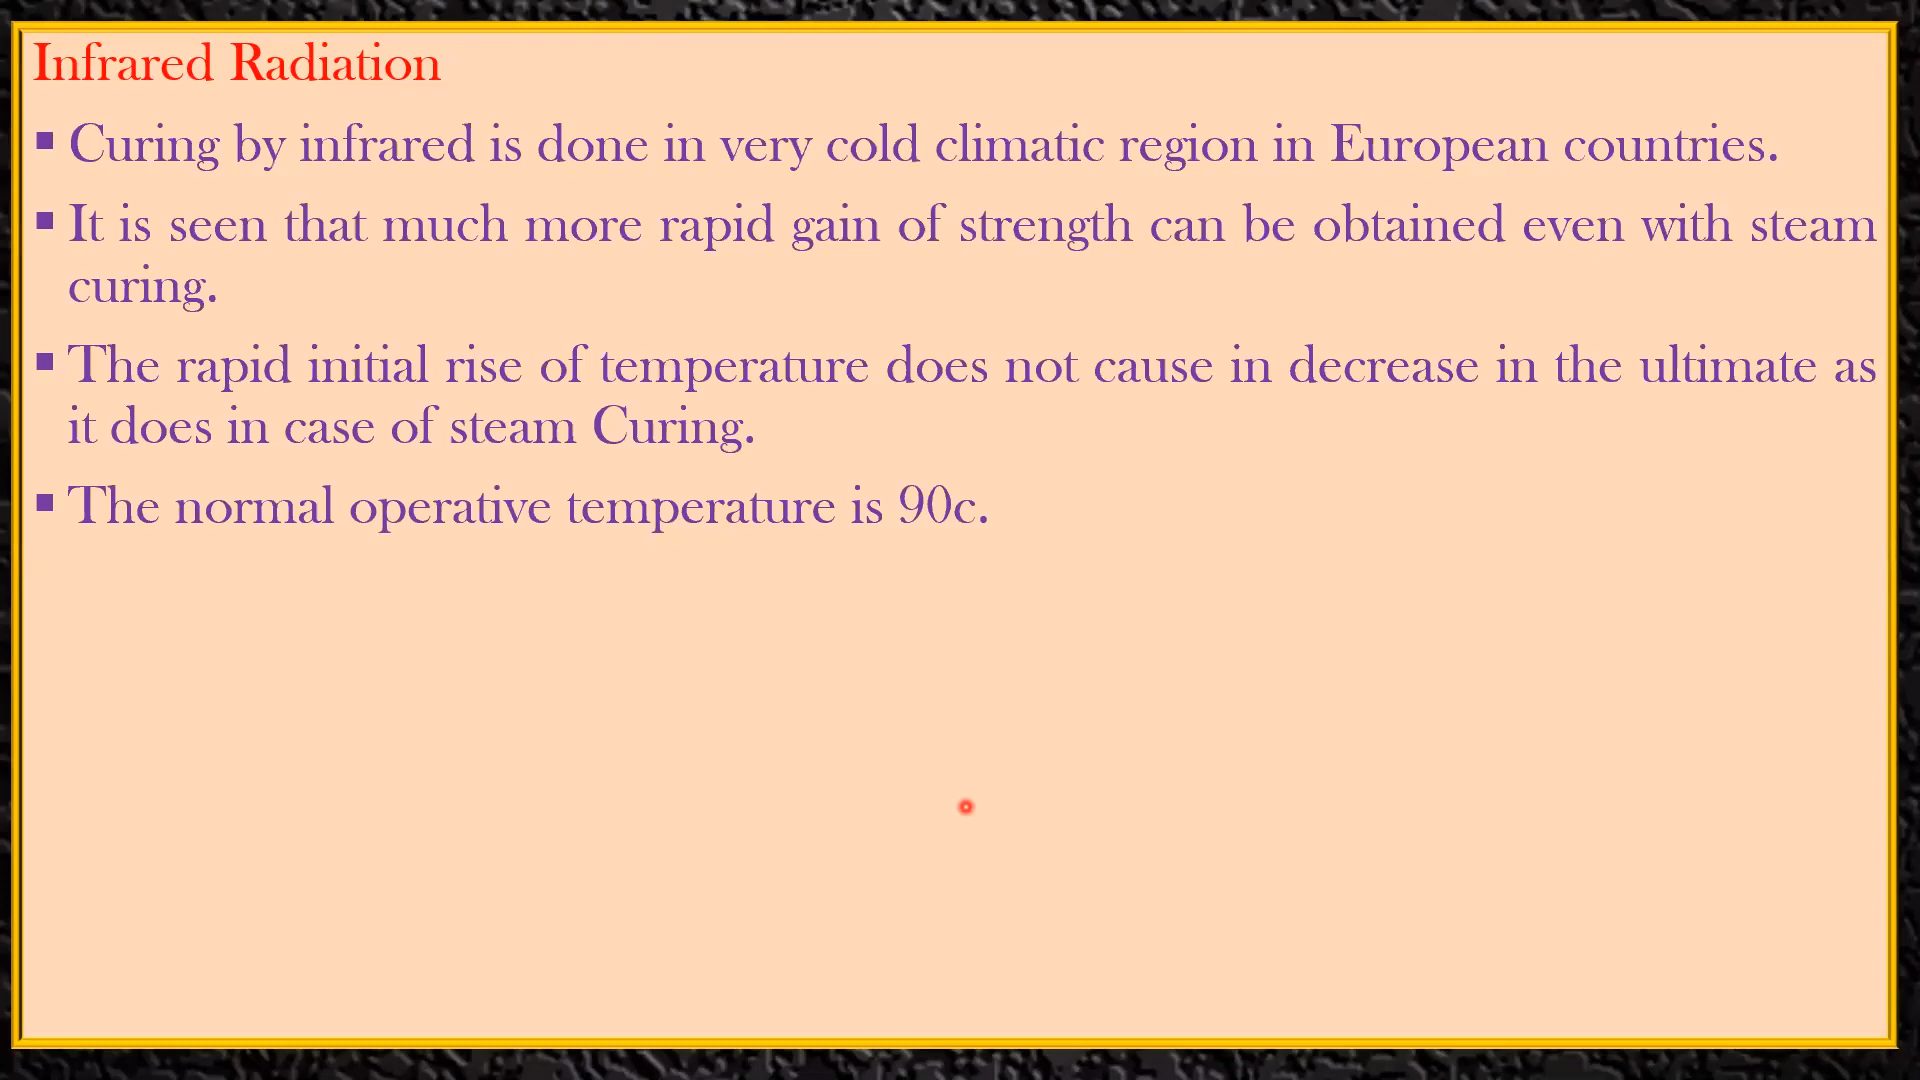 Infrared Radiation
▪ Curing by infrared is done in very cold climatic region in European countries.
▪ It is seen that much more rapid gain of strength can be obtained even with steam
curing.
▪ The rapid initial rise of temperature does not cause in decrease in the ultimate as
it does in case of steam Curing.
▪ The normal operative temperature is 90c.